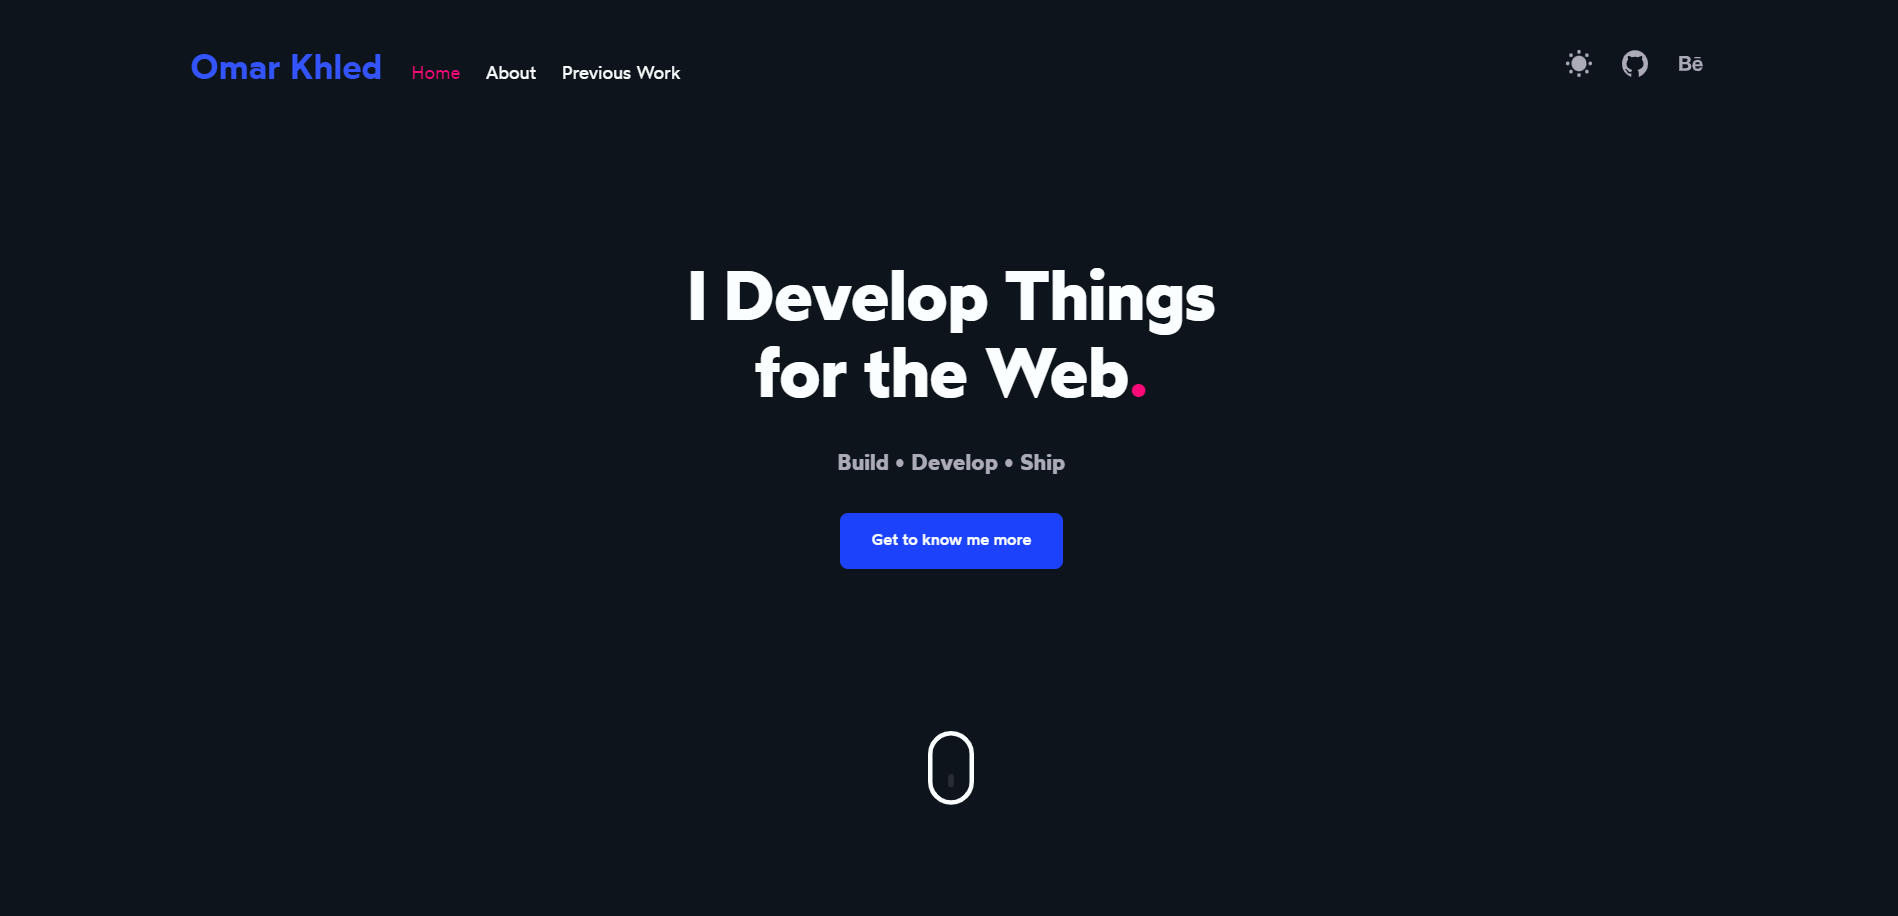 Omar Khled Home About Previous Work Bē
I Develop Things
for the Web.
Build • Develop • Ship
Get to know me more